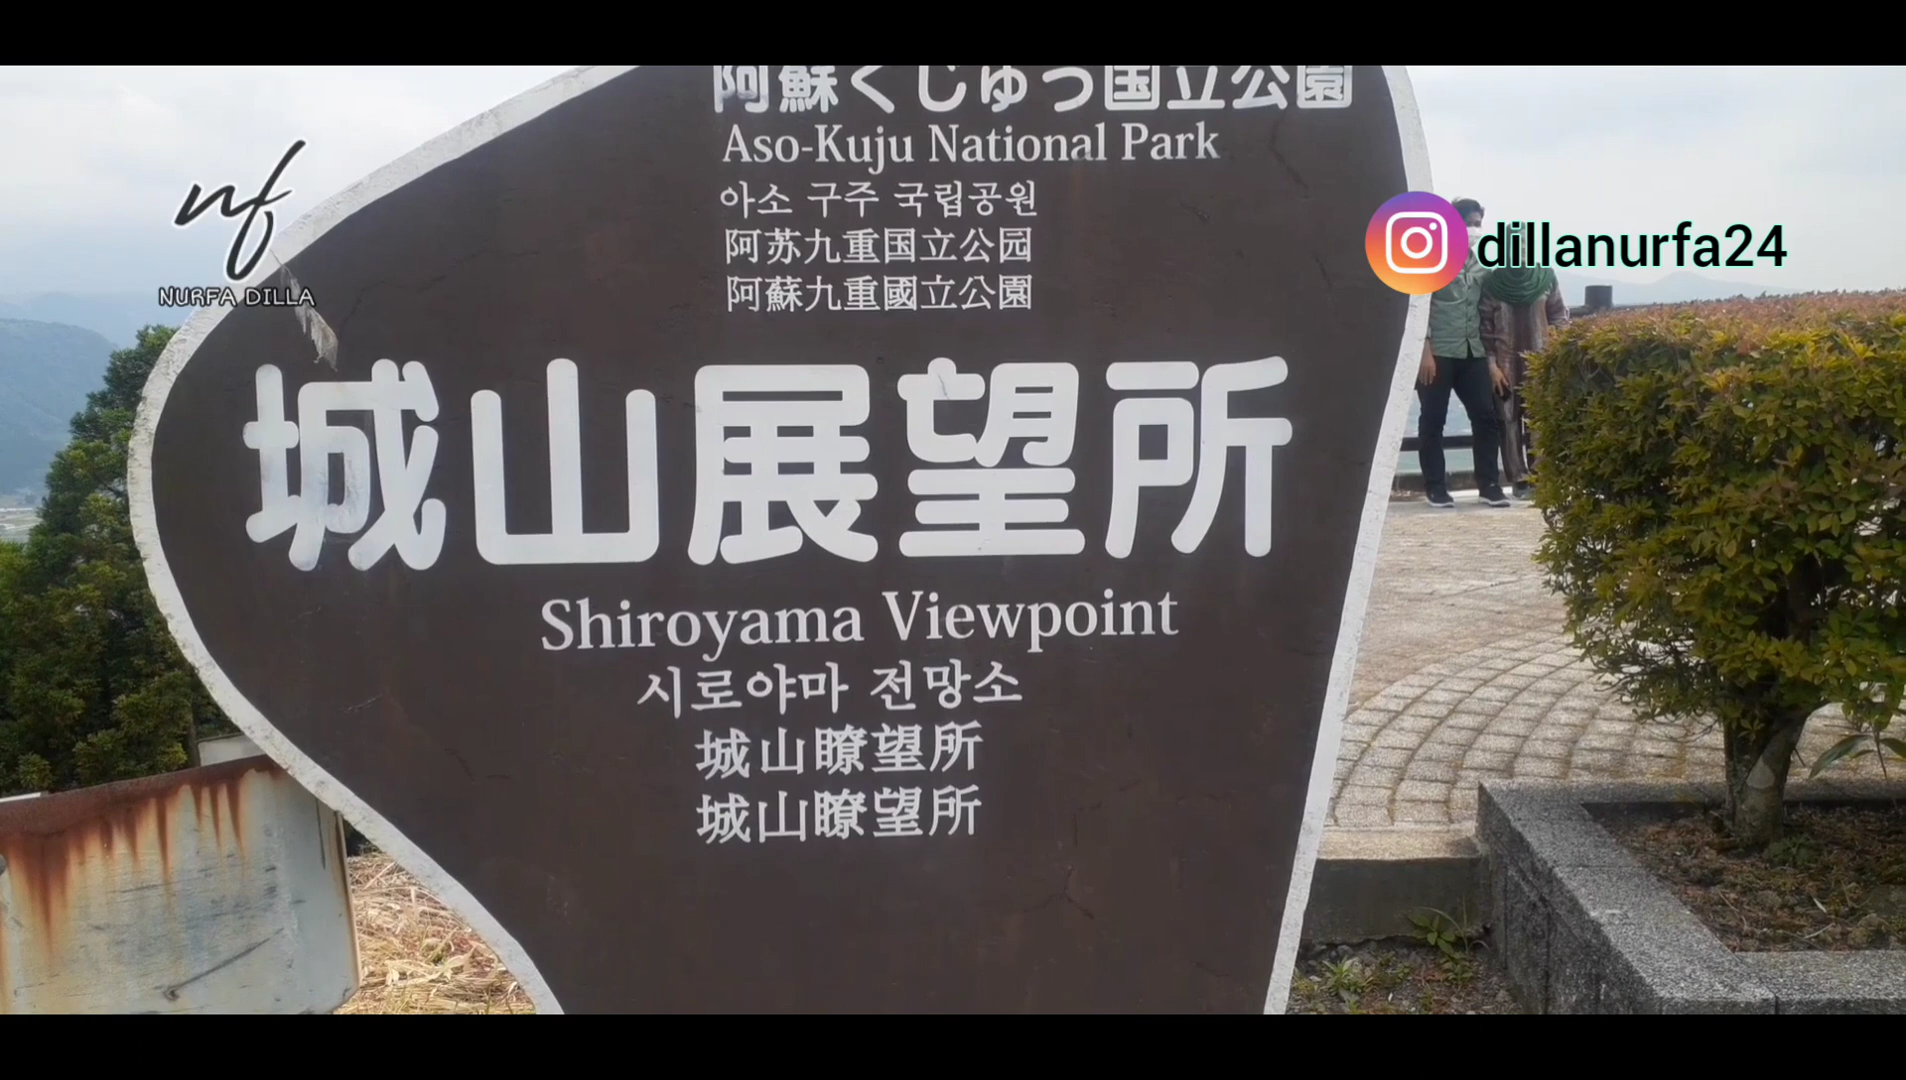 阿蘇くじゅう国立公園
Aso-Kuju National Park
아소 구주 국립공원
阿苏九重国立公园
阿蘇九重國立公園
nf
NURFA DILLA
dillanurfa24
城山展望所
Shiroyama Viewpoint
시로야마 전망소
城山瞭望所
城山瞭望所